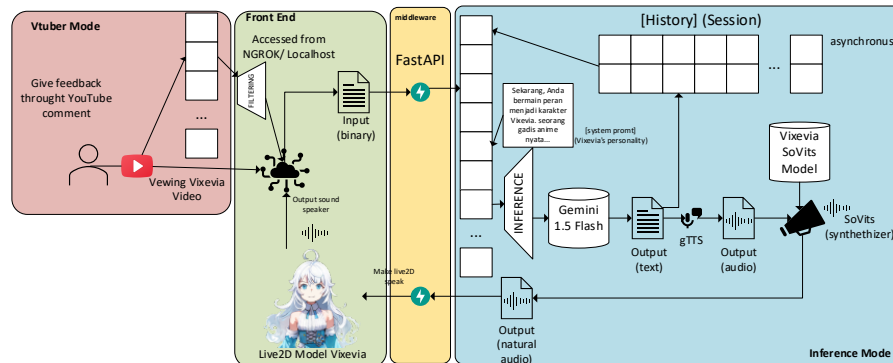 Vtuber Mode
Give feedback
throught YouTube
comment
...
Vewing Vixevia
Video
Front End
Accessed from
NGROK/ Localhost
FILTERING
Input
(binary)
Output sound
speaker
Live2D Model Vixevia
middleware
FastAPI
Make live2D
speak
[History] (Session)
asynchronus
...
Sekarang, Anda
bermain peran
menjadi karakter
Vixevia. seorang
gadis anime
nyata...
[system promt]
(Vixevia's personality)
INFERENCE
...
Gemini
1.5 Flash
Output
(text)
gTTS
Output
(audio)
Vixevia
SoVits
Model
SoVits
(synthethizer)
Output
(natural
audio)
Inference Mode